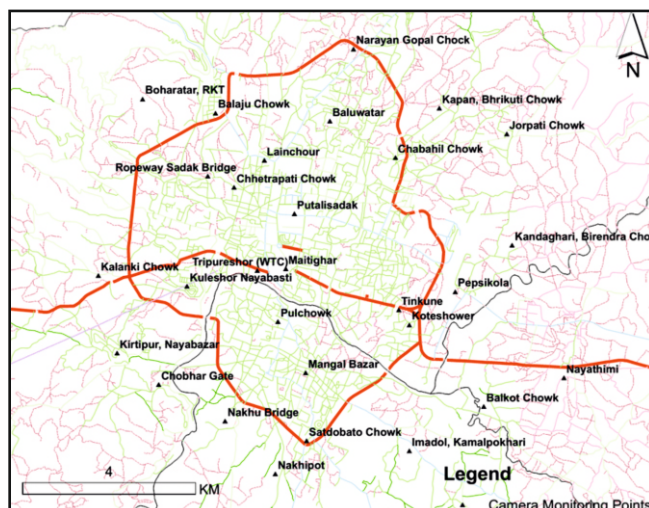 Narayan Gopal Chock
N
Boharatar, RKT
Balaju Chowk
Baluwatar
Kapan, Bhrikuti Chowk
Jorpati Chowk
Lainchour
Chabahil Chowk
Ropeway Sadak Bridge
Chhetrapati Chowk
Putalisadak
Kandaghari, Birendra Cho
Tripureshor (WTC)
Maitighar
Kalanki Chowk
Kuleshor Nayabasti
Pepsikola
Tinkune
Pulchowk
Koteshower
Kirtipur, Nayabazar
Mangal Bazar
Nayathimi
Chobhar Gate
Balkot Chowk
Nakhu Bridge
Satdobato Chowk
Imadol, Kamalpokhari
Nakhipot
4
KM
Legend
Camera Monitoring Points